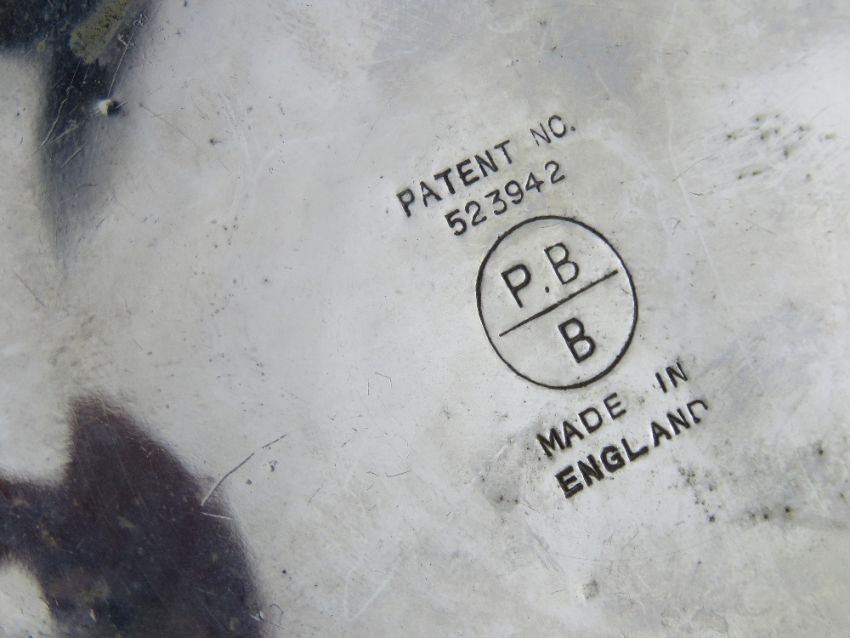 PATENT NO.
523942
P.B
B
MADE IN
ENGLAND